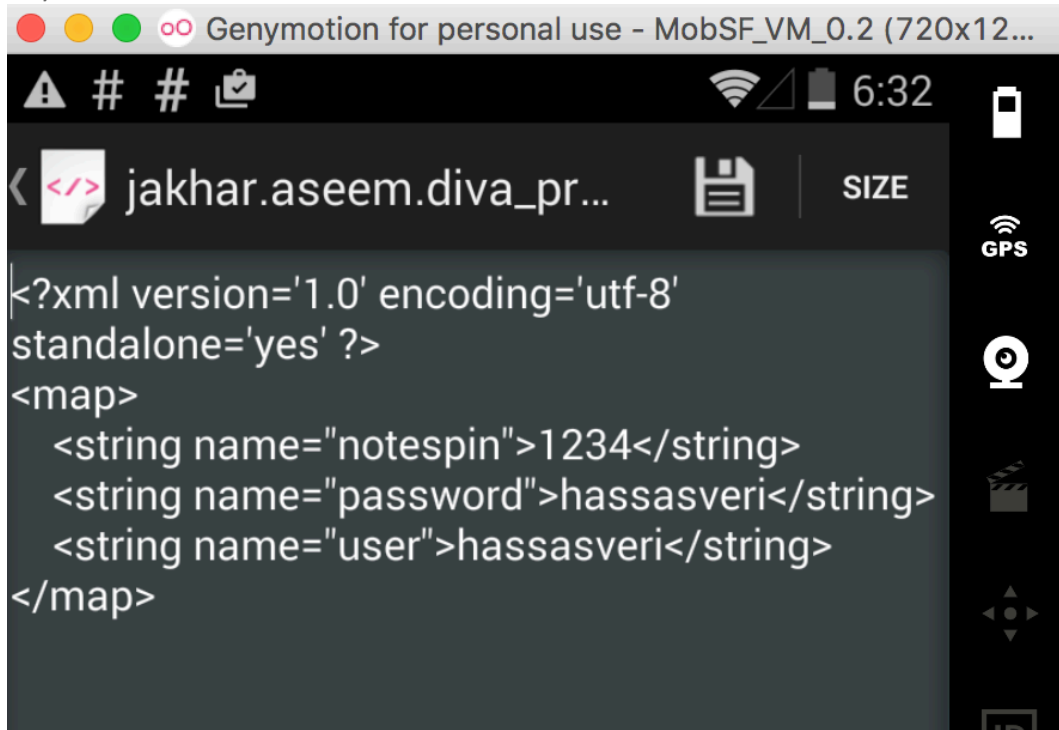 Genymotion for personal use - MobSF_VM_0.2 (720x12...
# # 6:32
</> jakhar.aseem.diva_pr... SIZE
GPS
<?xml version='1.0' encoding='utf-8'
standalone='yes' ?>
<map>
<string name="notespin">1234</string>
<string name="password">hassasveri</string>
<string name="user">hassasveri</string>
</map>